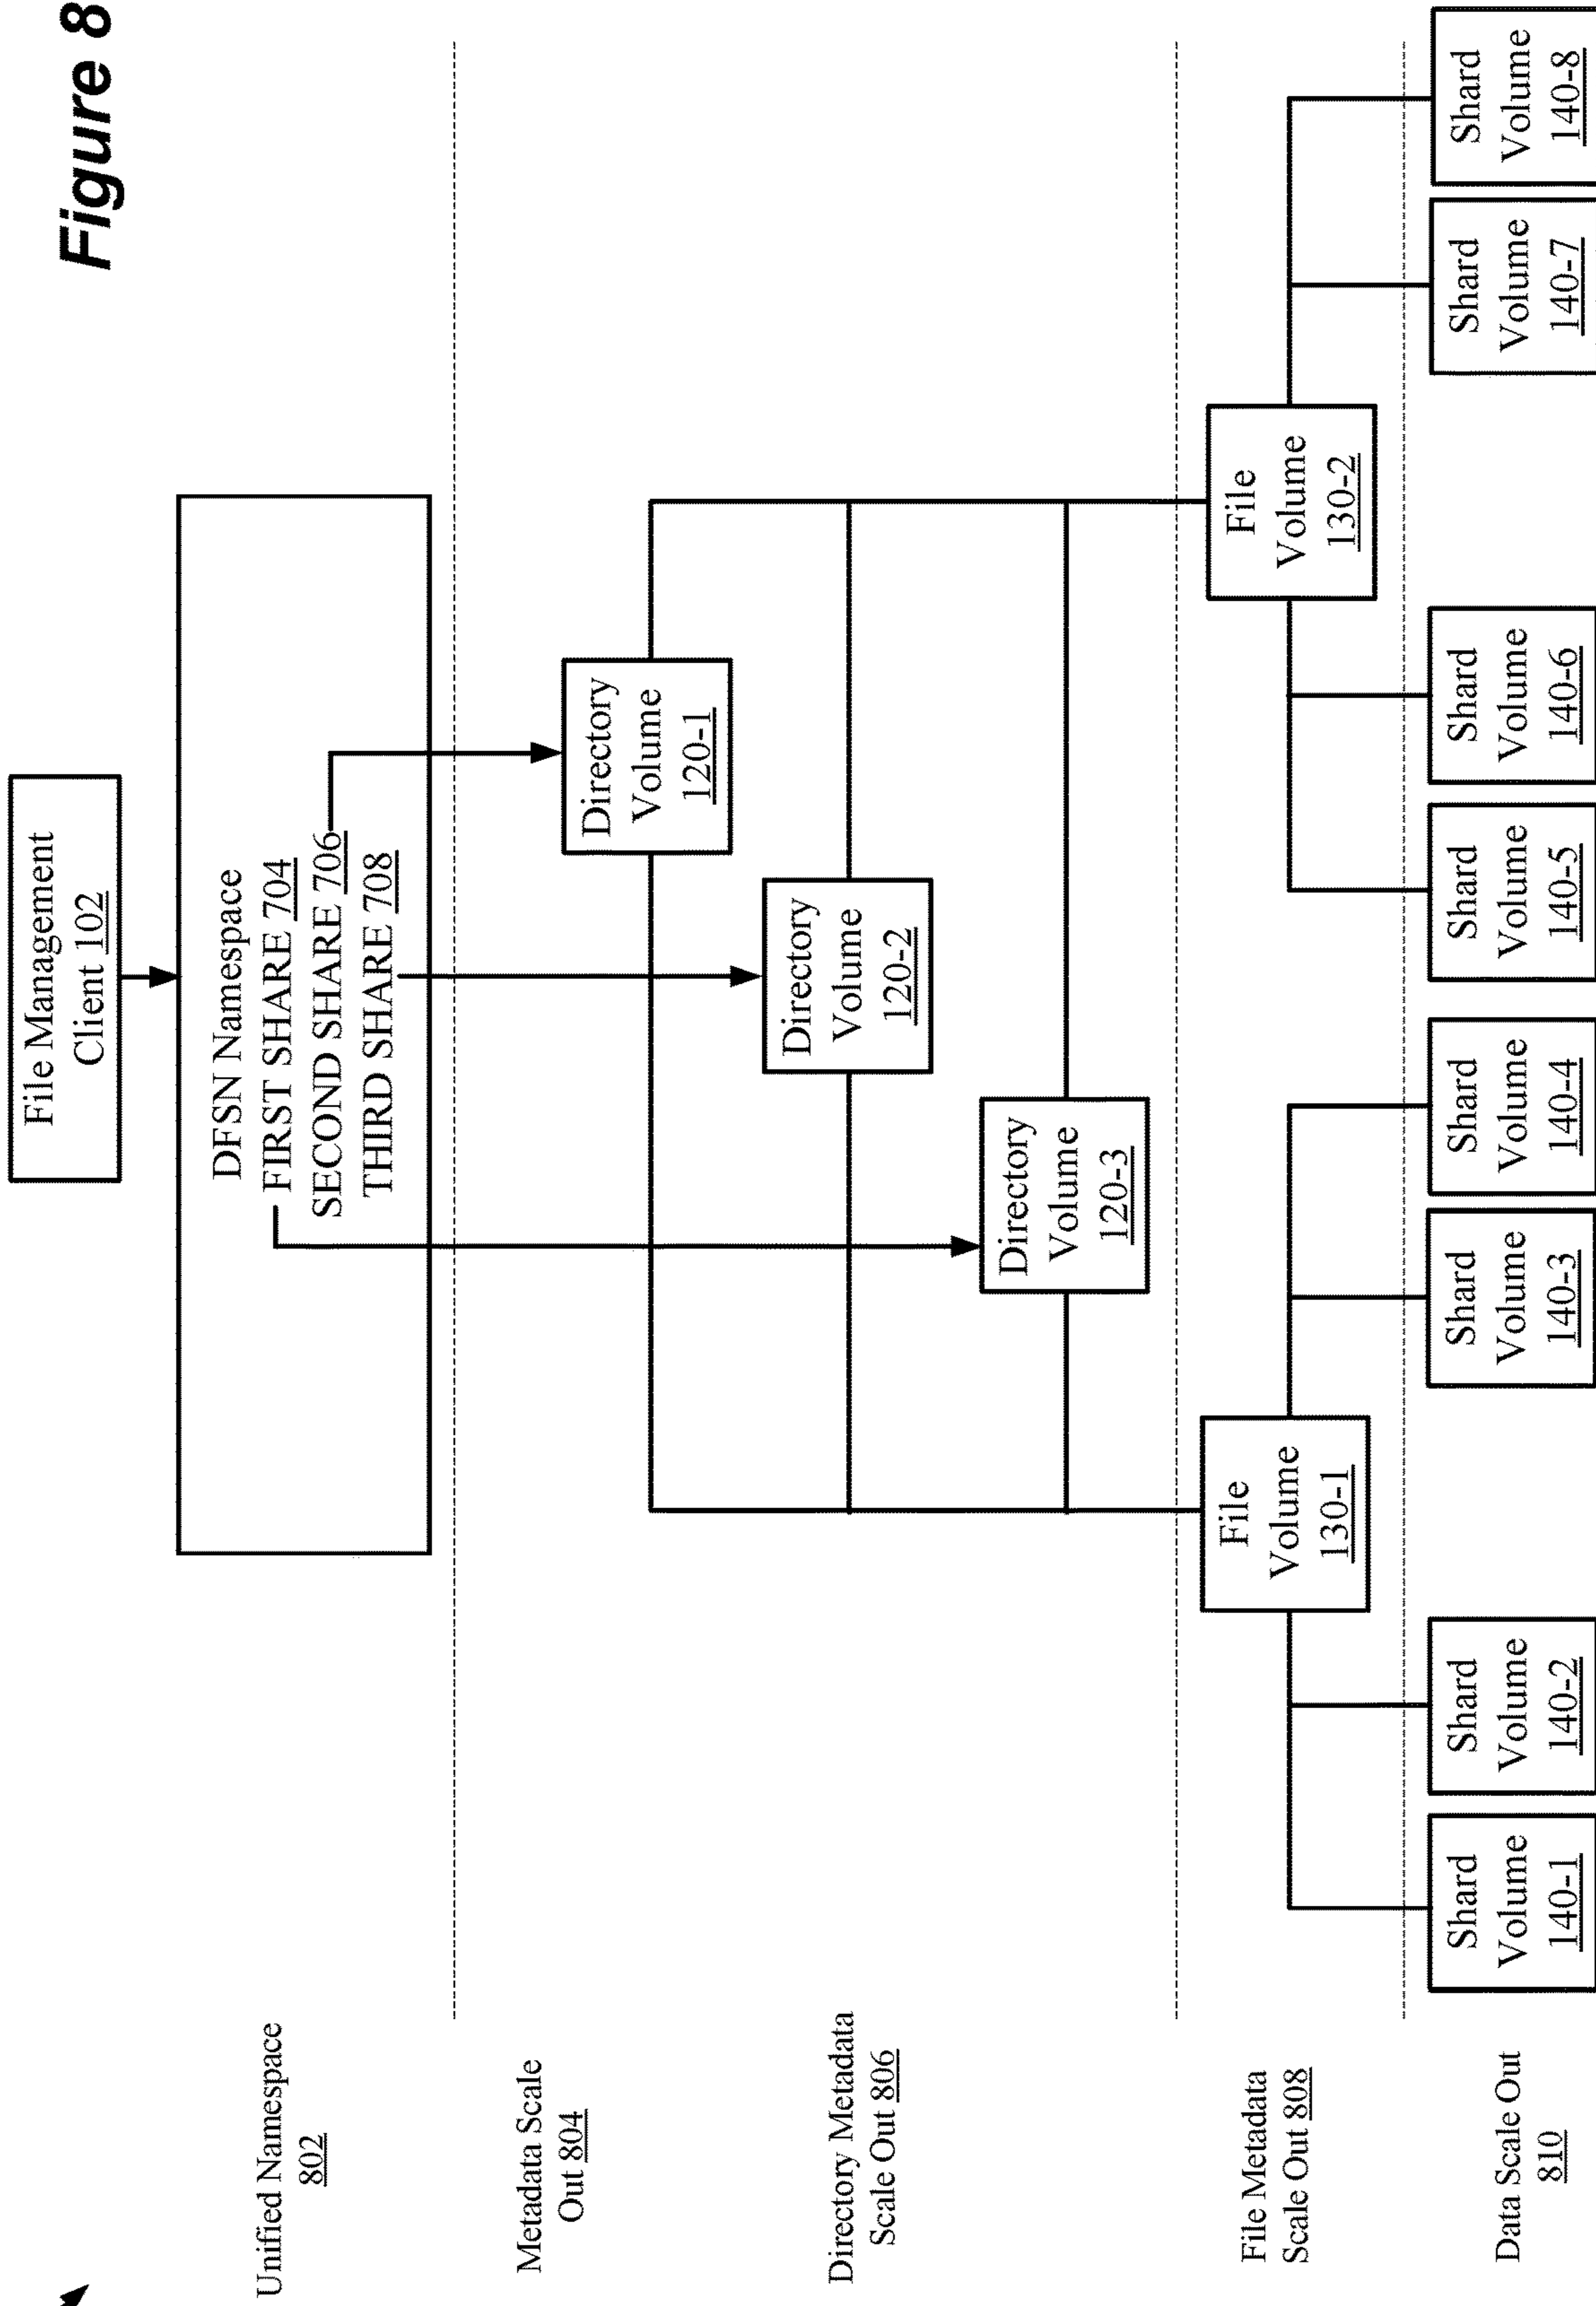 Figure 8
File Management
Client 102
Unified Namespace
802
DFSN Namespace
FIRST SHARE 704
SECOND SHARE 706
THIRD SHARE 708
Metadata Scale
Out 804
Directory
Volume
120-1
Directory Metadata
Scale Out 806
Directory
Volume
120-2
Directory
Volume
120-3
File Metadata
Scale Out 808
File
Volume
130-1
File
Volume
130-2
Data Scale Out
810
Shard
Volume
140-1
Shard
Volume
140-2
Shard
Volume
140-3
Shard
Volume
140-4
Shard
Volume
140-5
Shard
Volume
140-6
Shard
Volume
140-7
Shard
Volume
140-8